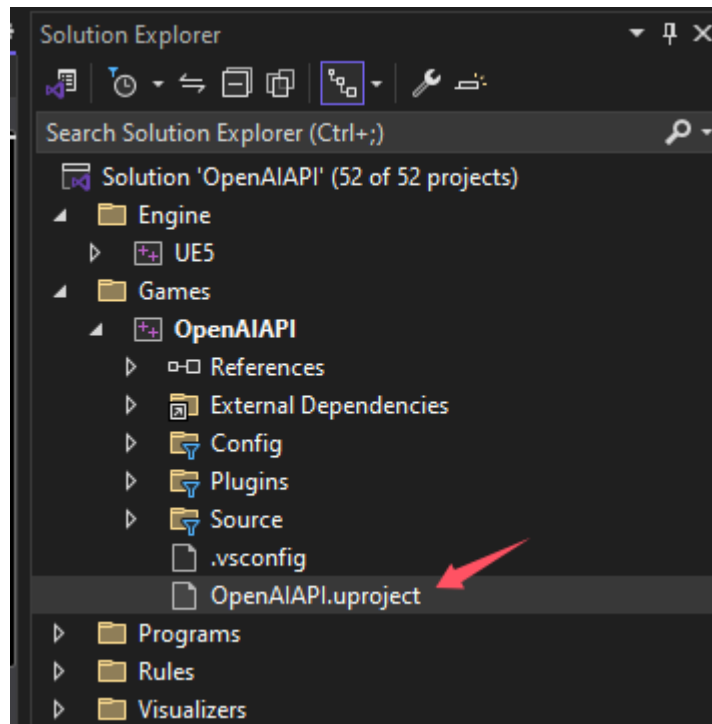 Solution Explorer
Search Solution Explorer (Ctrl+;)
Solution 'OpenAIAPI' (52 of 52 projects)
Engine
UE5
Games
OpenAIAPI
References
External Dependencies
Config
Plugins
Source
.vsconfig
OpenAIAPI.uproject
Programs
Rules
Visualizers